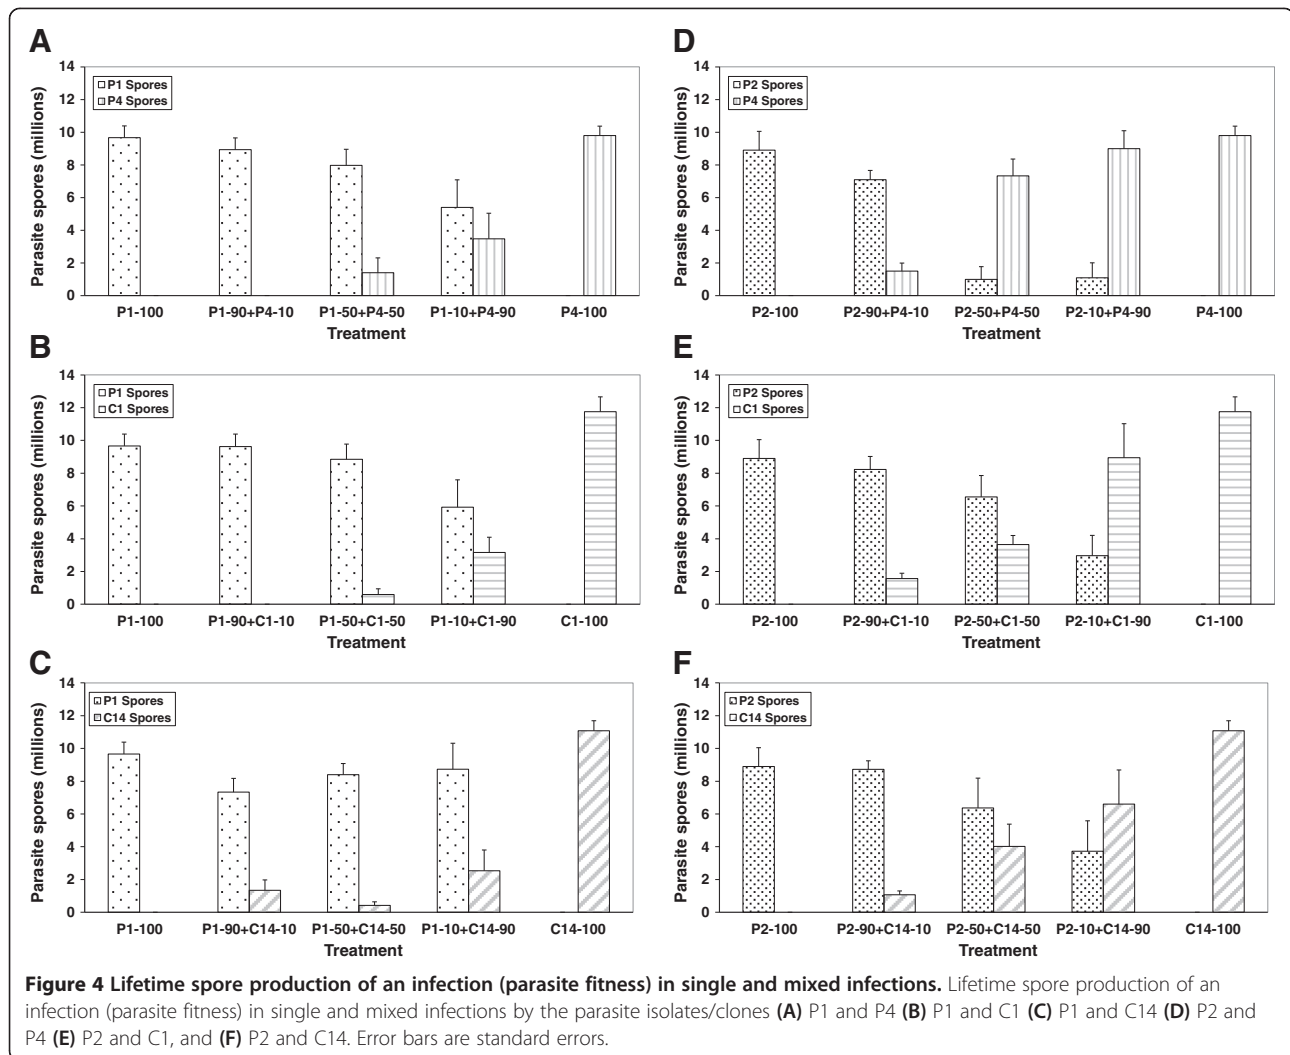 A
Parasite spores (millions)
14
12
10
8
6
4
2
0
P1 Spores
P4 Spores
P1-100 P1-90+P4-10 P1-50+P4-50 P1-10+P4-90 P4-100
Treatment
B
Parasite spores (millions)
14
12
10
8
6
4
2
0
P1 Spores
C1 Spores
P1-100 P1-90+C1-10 P1-50+C1-50 P1-10+C1-90 C1-100
Treatment
C
Parasite spores (millions)
14
12
10
8
6
4
2
0
P1 Spores
C14 Spores
P1-100 P1-90+C14-10 P1-50+C14-50 P1-10+C14-90 C14-100
Treatment
D
Parasite spores (millions)
14
12
10
8
6
4
2
0
P2 Spores
P4 Spores
P2-100 P2-90+P4-10 P2-50+P4-50 P2-10+P4-90 P4-100
Treatment
E
Parasite spores (millions)
14
12
10
8
6
4
2
0
P2 Spores
C1 Spores
P2-100 P2-90+C1-10 P2-50+C1-50 P2-10+C1-90 C1-100
Treatment
F
Parasite spores (millions)
14
12
10
8
6
4
2
0
P2 Spores
C14 Spores
P2-100 P2-90+C14-10 P2-50+C14-50 P2-10+C14-90 C14-100
Treatment
Figure 4 Lifetime spore production of an infection (parasite fitness) in single and mixed infections. Lifetime spore production of an
infection (parasite fitness) in single and mixed infections by the parasite isolates/clones (A) P1 and P4 (B) P1 and C1 (C) P1 and C14 (D) P2 and
P4 (E) P2 and C1, and (F) P2 and C14. Error bars are standard errors.